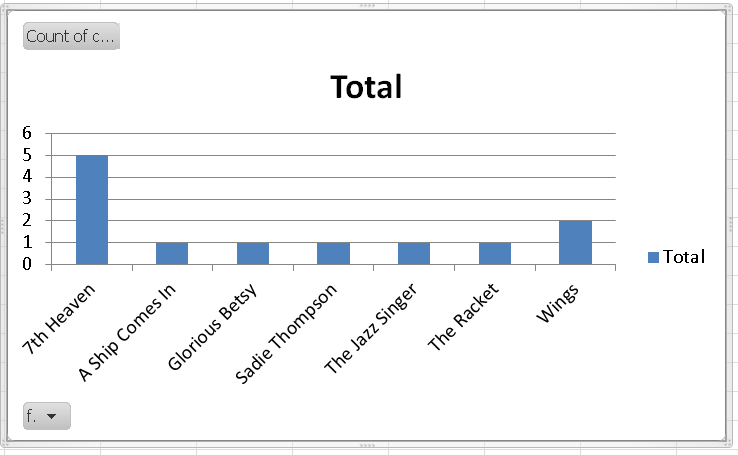 Count of c...
Total
6
5
4
3
2
1
0
7th Heaven
A Ship Comes In
Glorious Betsy
Sadie Thompson
The Jazz Singer
The Racket
Wings
Total
f.